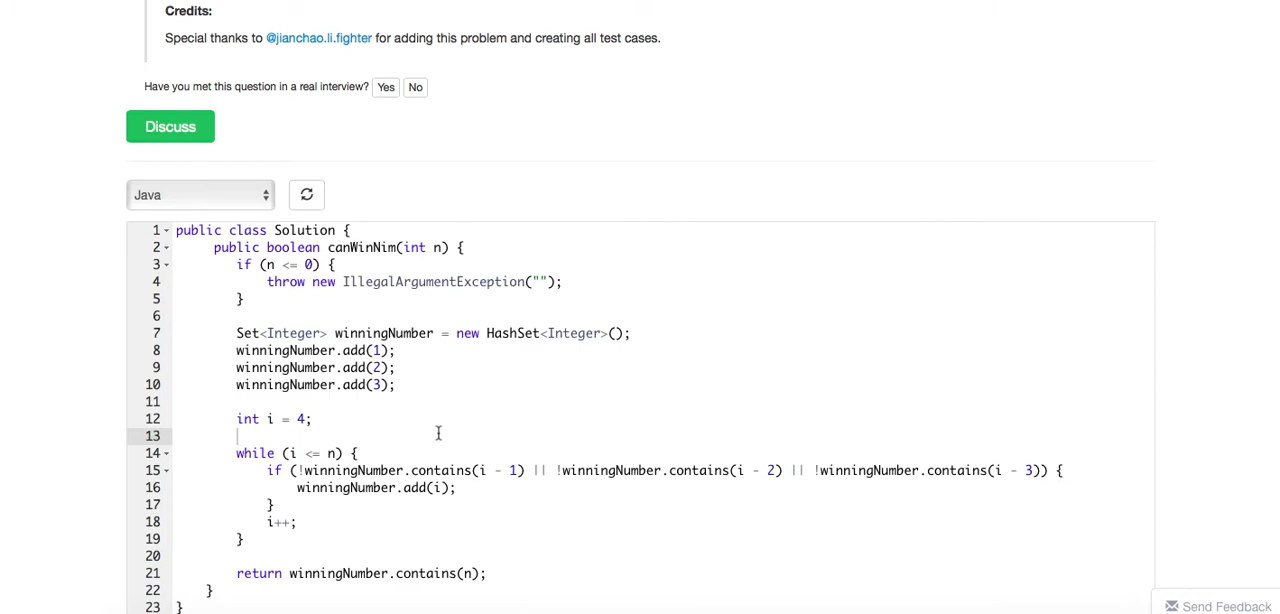 Credits:
Special thanks to @jianchao.li.fighter for adding this problem and creating all test cases.
Have you met this question in a real interview? Yes No
Discuss
Java
1 public class Solution {
2 public boolean canWinNim(int n) {
3 if (n <= 0) {
4 throw new IllegalArgumentException("");
5 }
6
7 Set<Integer> winningNumber = new HashSet<Integer>();
8 winningNumber.add(1);
9 winningNumber.add(2);
10 winningNumber.add(3);
11
12 int i = 4;
13
14 while (i <= n) {
15 if (!winningNumber.contains(i - 1) || !winningNumber.contains(i - 2) || !winningNumber.contains(i - 3)) {
16 winningNumber.add(i);
17 }
18 i++;
19 }
20
21 return winningNumber.contains(n);
22 }
23 }
Send Feedback